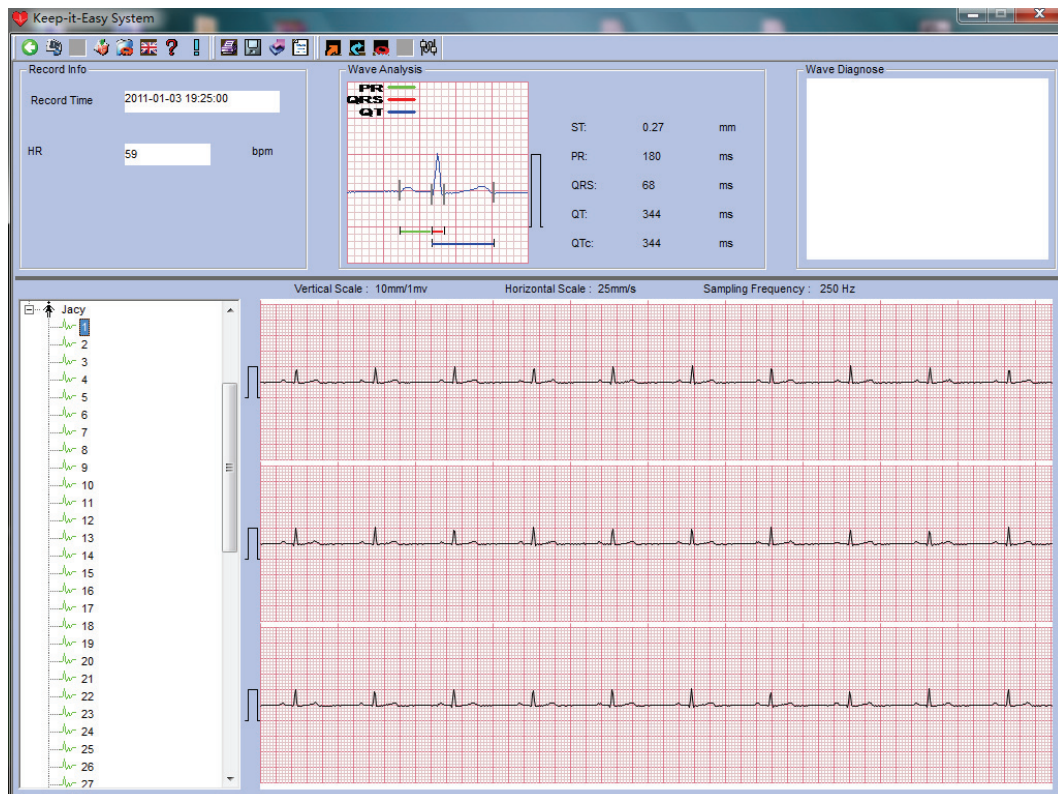 Keep-it-Easy System
Record Info
Record Time 2011-01-03 19:25:00
HR 59 bpm
Wave Analysis
PR
QRS
QT
ST: 0.27 mm
PR: 180 ms
QRS: 68 ms
QT: 344 ms
QTc: 344 ms
Wave Diagnose
Vertical Scale : 10mm/1mv Horizontal Scale : 25mm/s Sampling Frequency : 250 Hz
Jacy
1
2
3
4
5
6
7
8
9
10
11
12
13
14
15
16
17
18
19
20
21
22
23
24
25
26
27